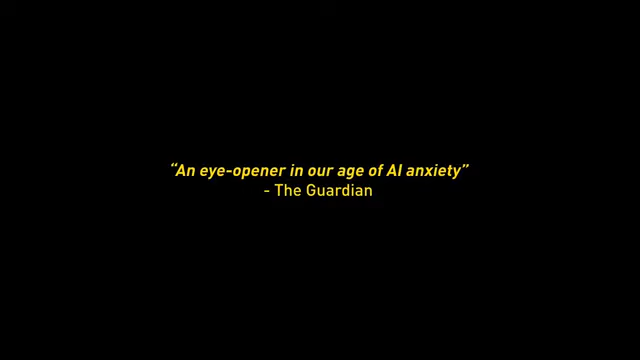 “An eye-opener in our age of AI anxiety”
- The Guardian